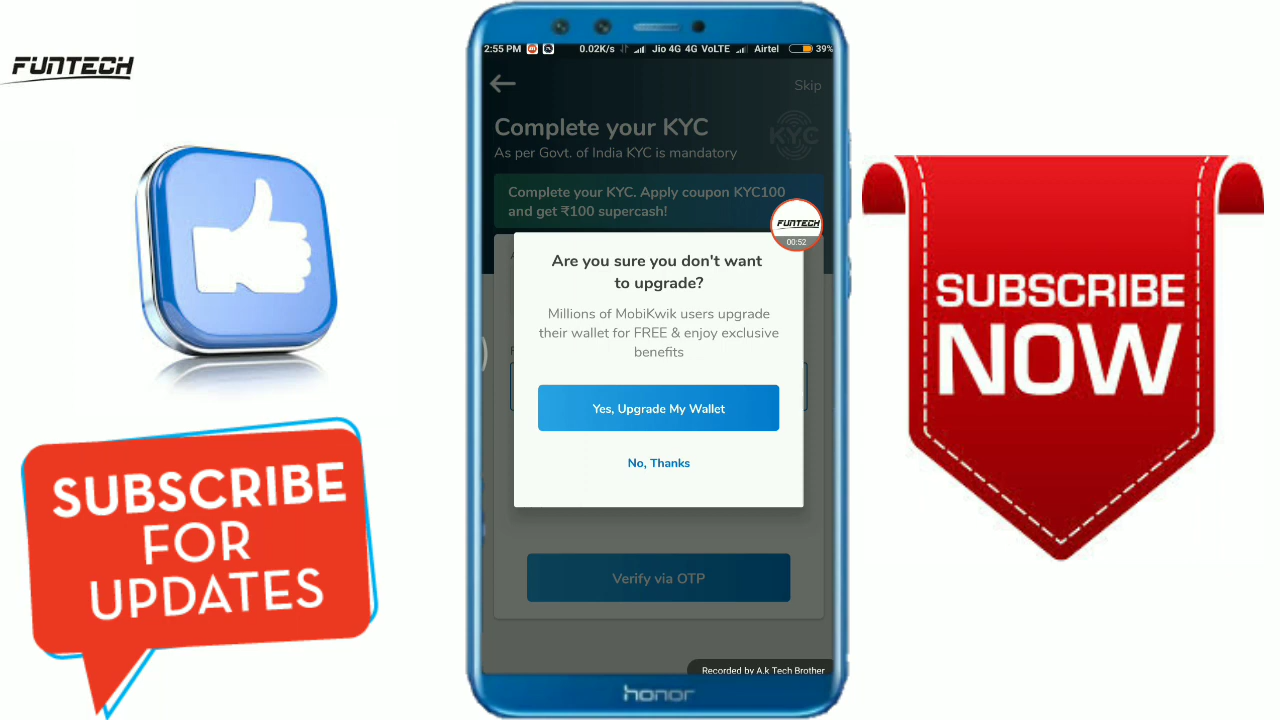 FUNTECH
2:55 PM 0.02K/s Jio 4G 4G VoLTE Airtel 39%
Skip
Complete your KYC
KYC
As per Govt. of India KYC is mandatory
Complete your KYC. Apply coupon KYC100
and get ₹100 supercash!
FUNTECH
00:52
Are you sure you don't want
to upgrade?
Millions of MobiKwik users upgrade
their wallet for FREE & enjoy exclusive
benefits
Yes, Upgrade My Wallet
No, Thanks
Verify via OTP
Recorded by A.k Tech Brother
honor
SUBSCRIBE
FOR
UPDATES
SUBSCRIBE
NOW